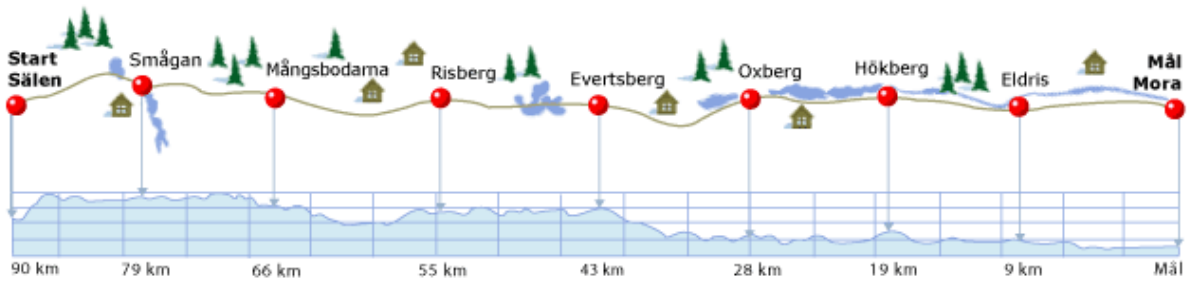 Start
Sälen
Smågan
Mångsbodarna
Risberg
Evertsberg
Oxberg
Hökberg
Eldris
Mål
Mora
90 km
79 km
66 km
55 km
43 km
28 km
19 km
9 km
Mål